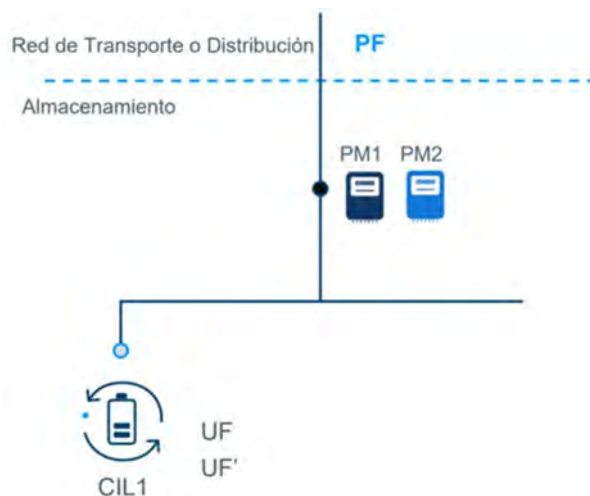 Red de Transporte o Distribución PF
Almacenamiento
PM1 PM2
UF
UF'
CIL1